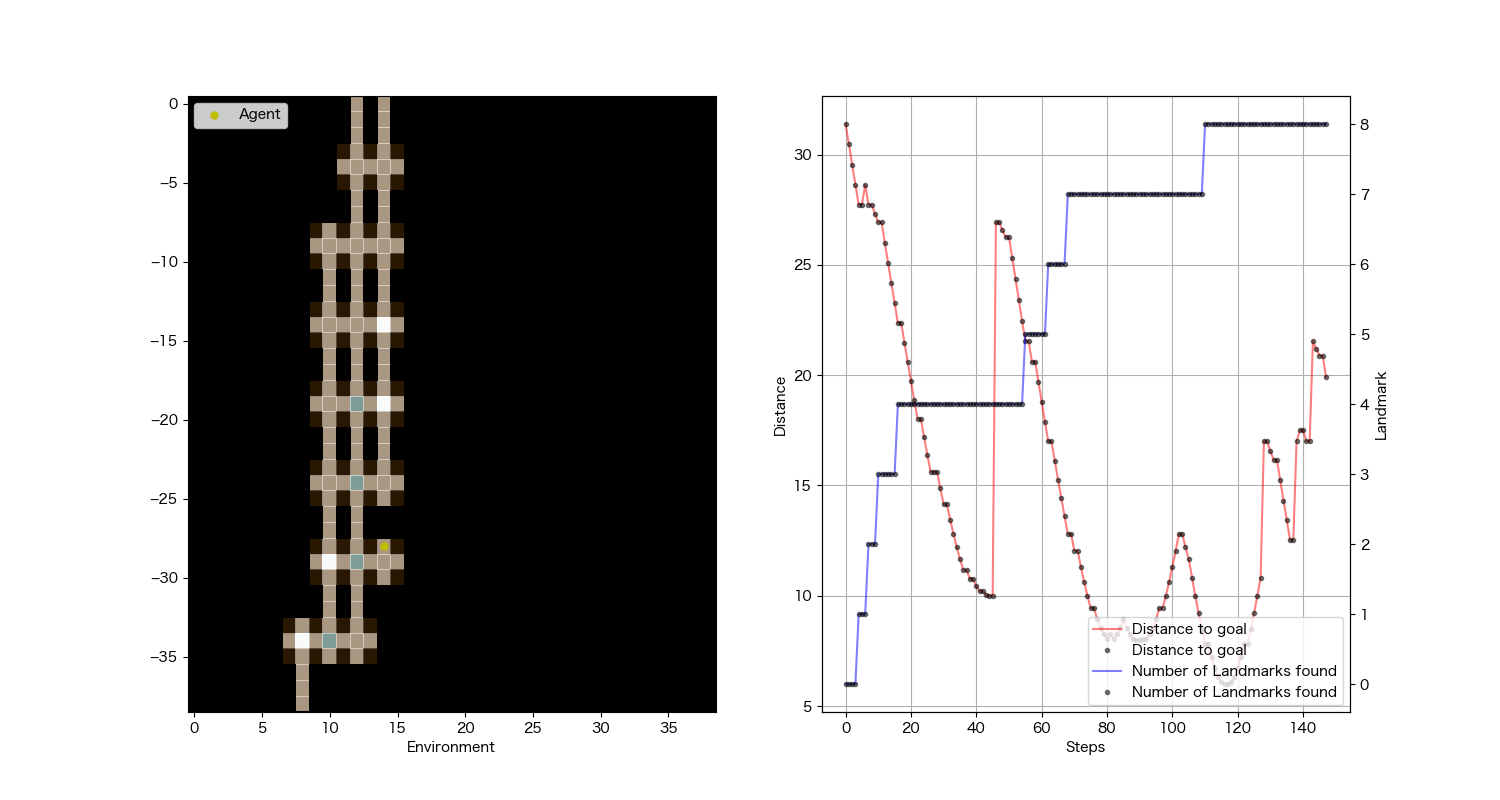 Agent
0
−5
−10
−15
−20
−25
−30
−35
0 5 10 15 20 25 30 35
Environment
Distance
30
25
20
15
10
5
0 20 40 60 80 100 120 140
Steps
8
7
6
5
4
3
2
1
0
Landmark
Distance to goal
Distance to goal
Number of Landmarks found
Number of Landmarks found